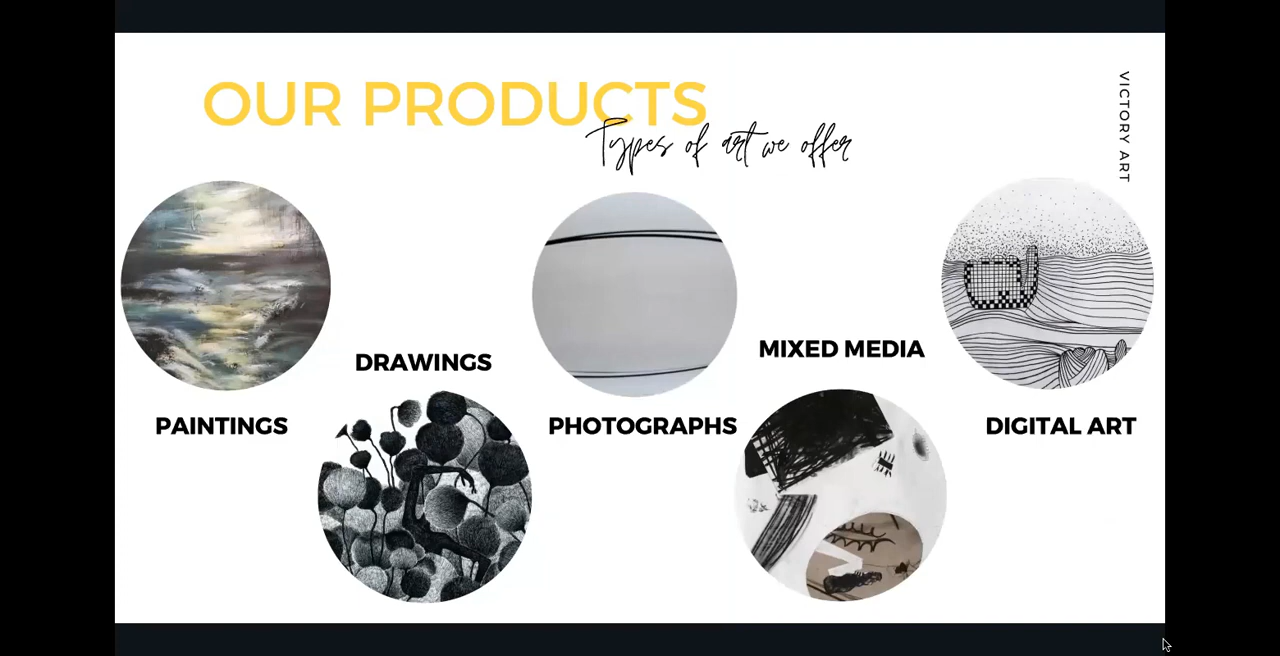 OUR PRODUCTS
Types of art we offer
VICTORY ART
PAINTINGS
DRAWINGS
PHOTOGRAPHS
MIXED MEDIA
DIGITAL ART